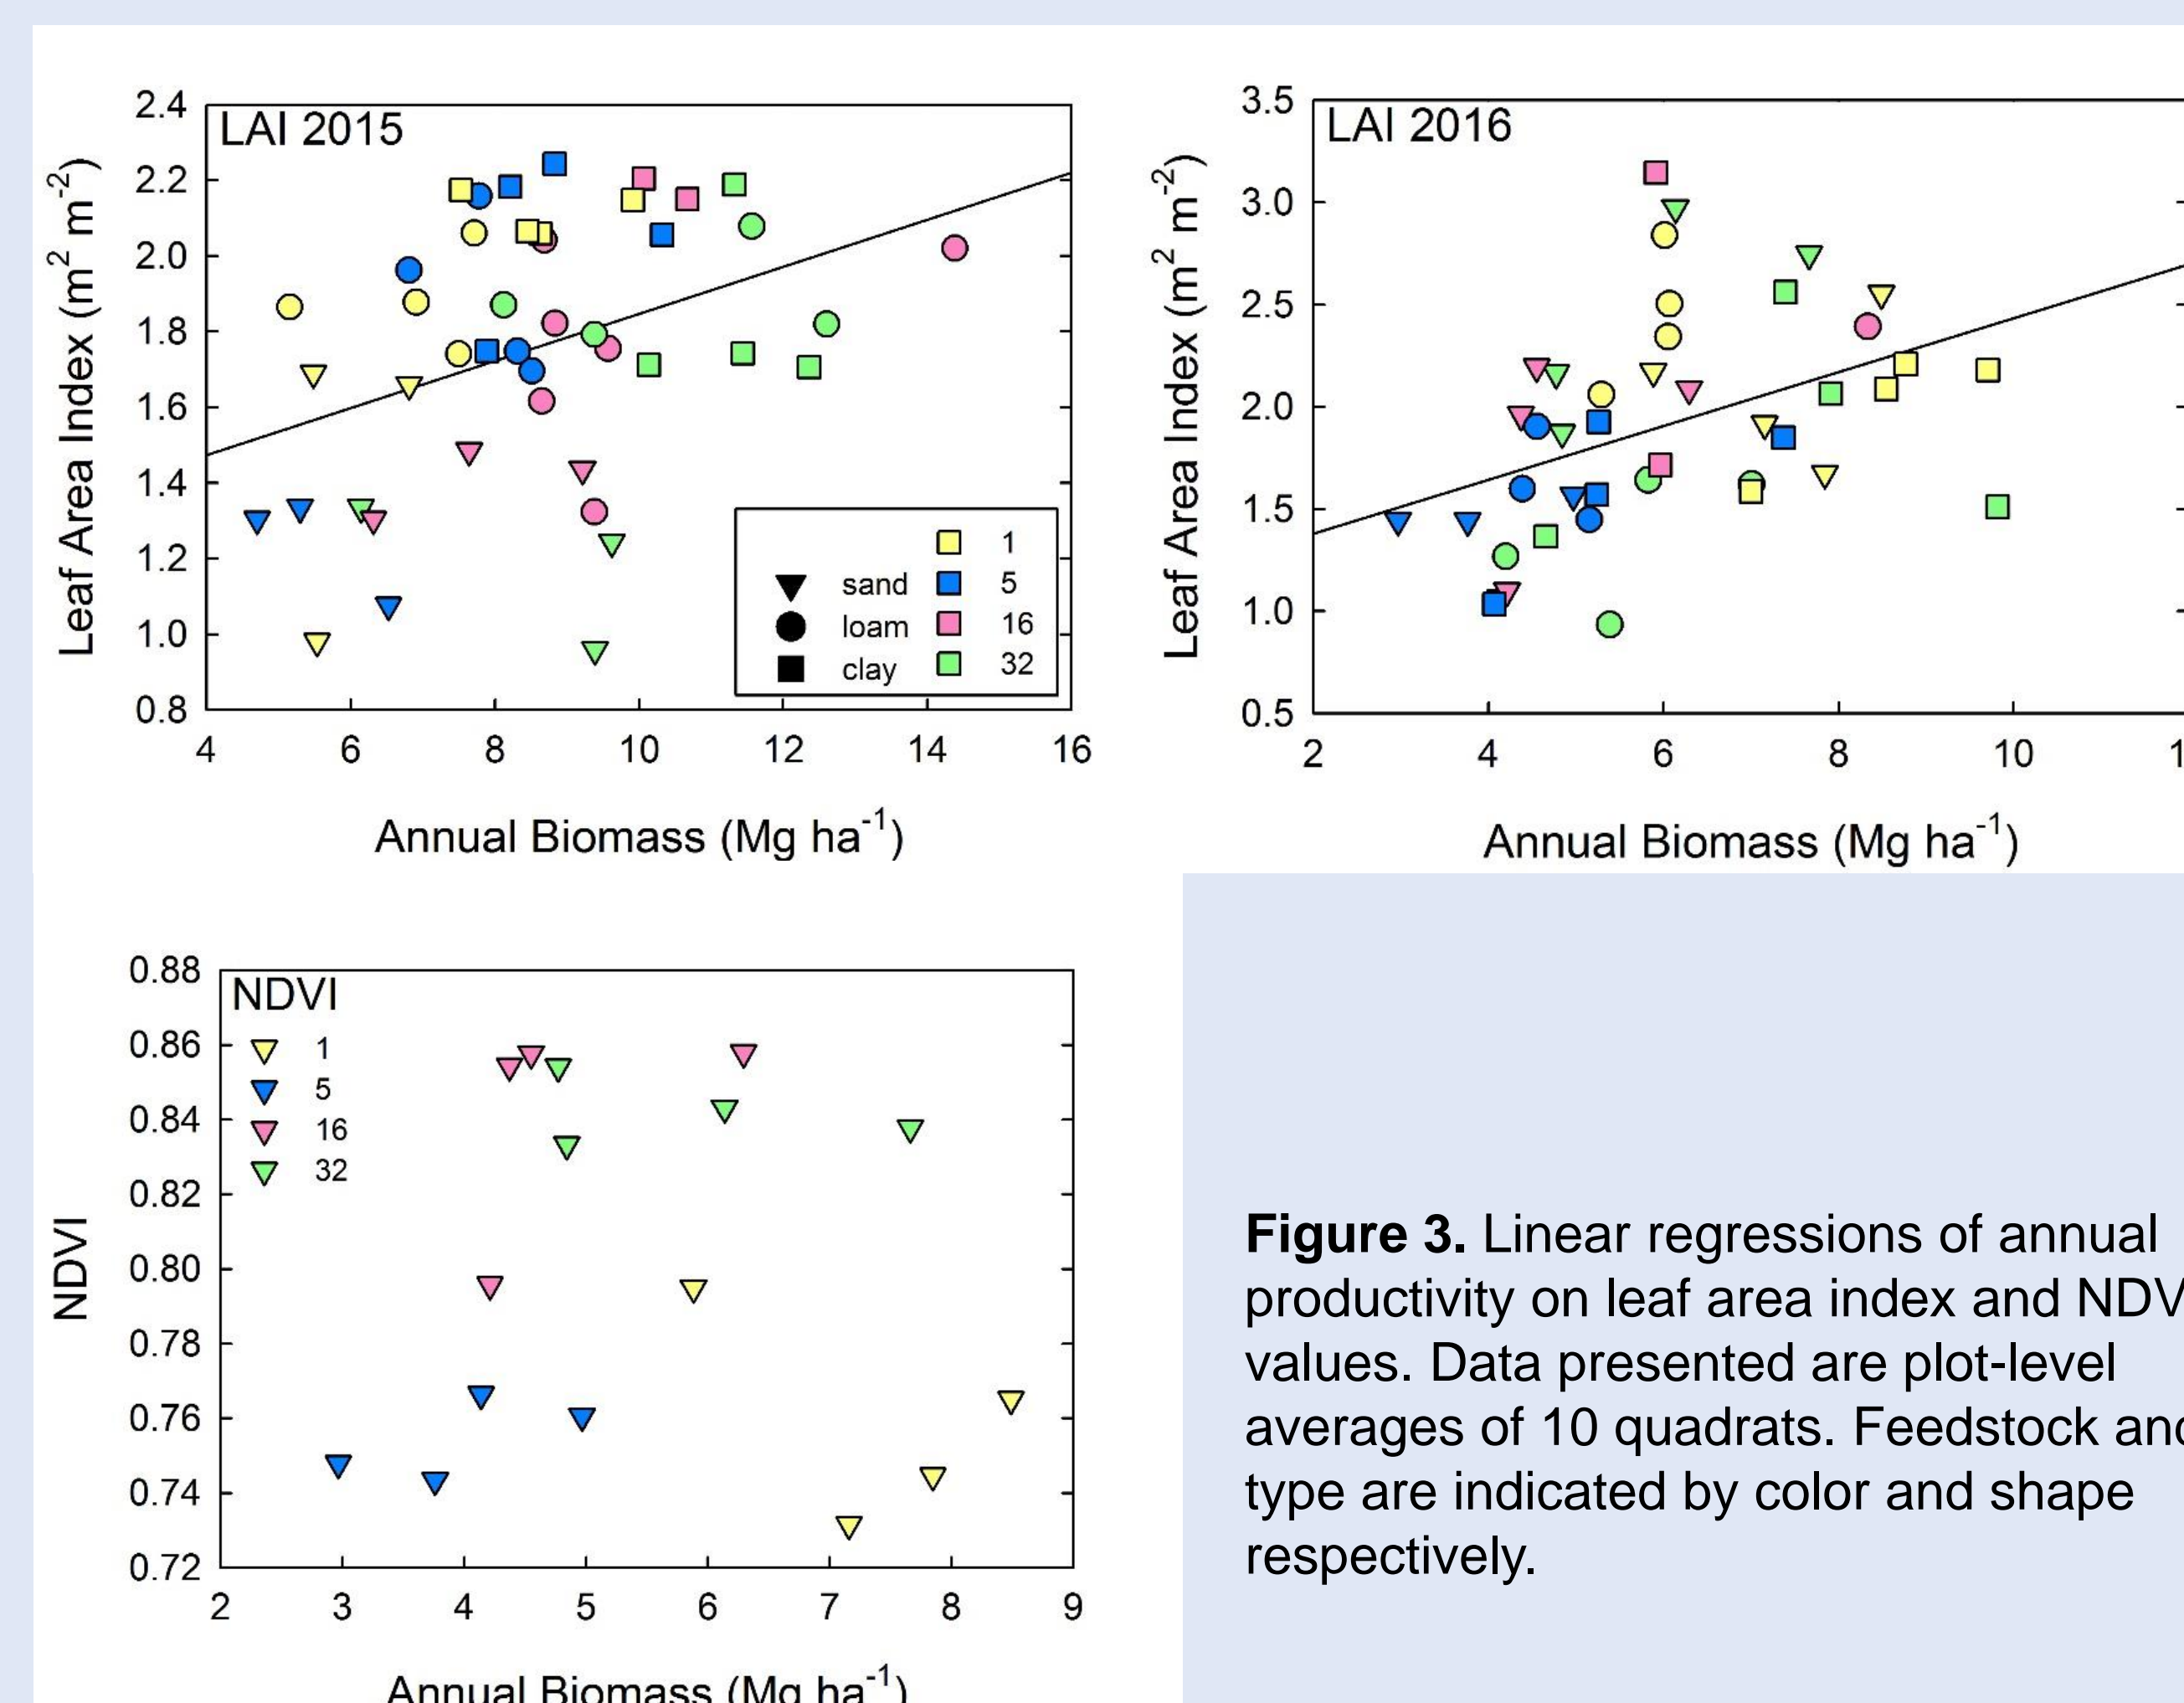 LAI 2015
2.4
2.2
2.0
1.8
1.6
1.4
1.2
1.0
0.8
Leaf Area Index (m² m⁻²)
4 6 8 10 12 14 16
Annual Biomass (Mg ha⁻¹)
1
sand 5
loam 16
clay 32
LAI 2016
3.5
3.0
2.5
2.0
1.5
1.0
0.5
Leaf Area Index (m² m⁻²)
2 4 6 8 10
Annual Biomass (Mg ha⁻¹)
NDVI
1
5
16
32
0.88
0.86
0.84
0.82
0.80
0.78
0.76
0.74
0.72
NDVI
2 3 4 5 6 7 8 9
Annual Biomass (Mg ha⁻¹)
Figure 3. Linear regressions of annual
productivity on leaf area index and NDV
values. Data presented are plot-level
averages of 10 quadrats. Feedstock and
type are indicated by color and shape
respectively.